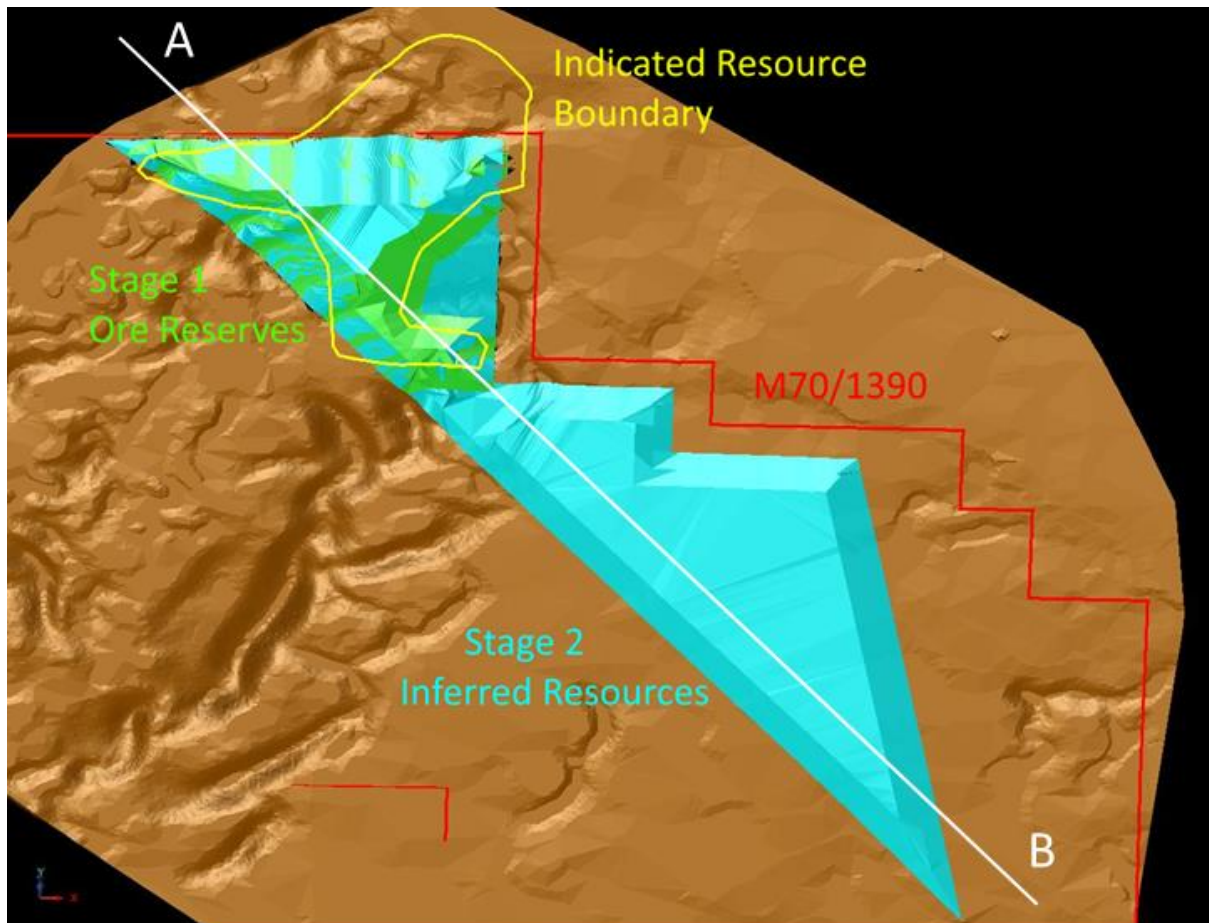 A
Indicated Resource
Boundary
Stage 1
Ore Reserves
M70/1390
Stage 2
Inferred Resources
B
Y
X